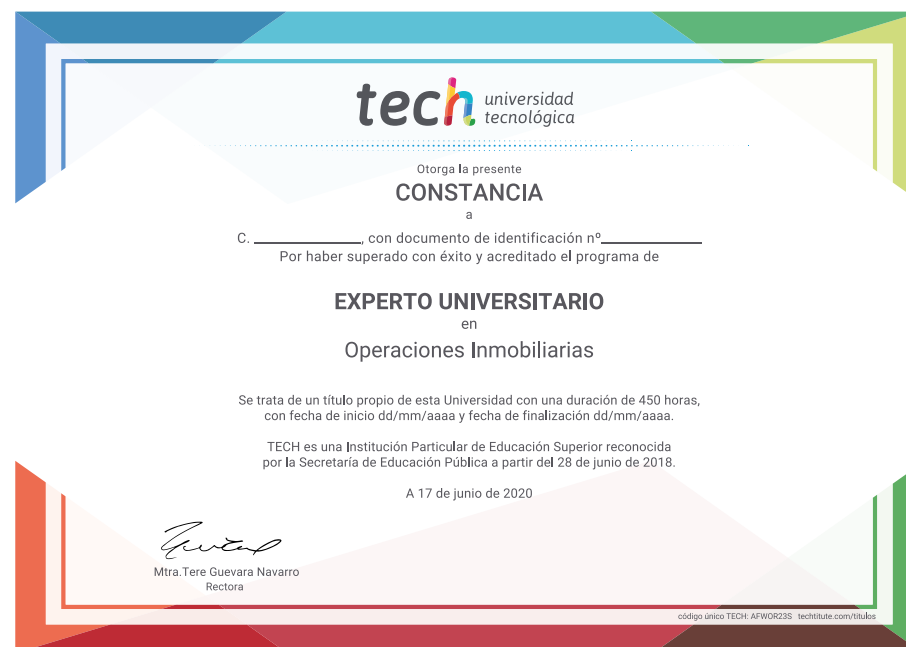 tech universidad
tecnológica
Otorga la presente
CONSTANCIA
a
C. ______________, con documento de identificación nº_____________
Por haber superado con éxito y acreditado el programa de
EXPERTO UNIVERSITARIO
en
Operaciones Inmobiliarias
Se trata de un título propio de esta Universidad con una duración de 450 horas,
con fecha de inicio dd/mm/aaaa y fecha de finalización dd/mm/aaaa.
TECH es una Institución Particular de Educación Superior reconocida
por la Secretaría de Educación Pública a partir del 28 de junio de 2018.
A 17 de junio de 2020
Mtra.Tere Guevara Navarro
Rectora
código único TECH: AFWOR23S techtitute.com/titulos